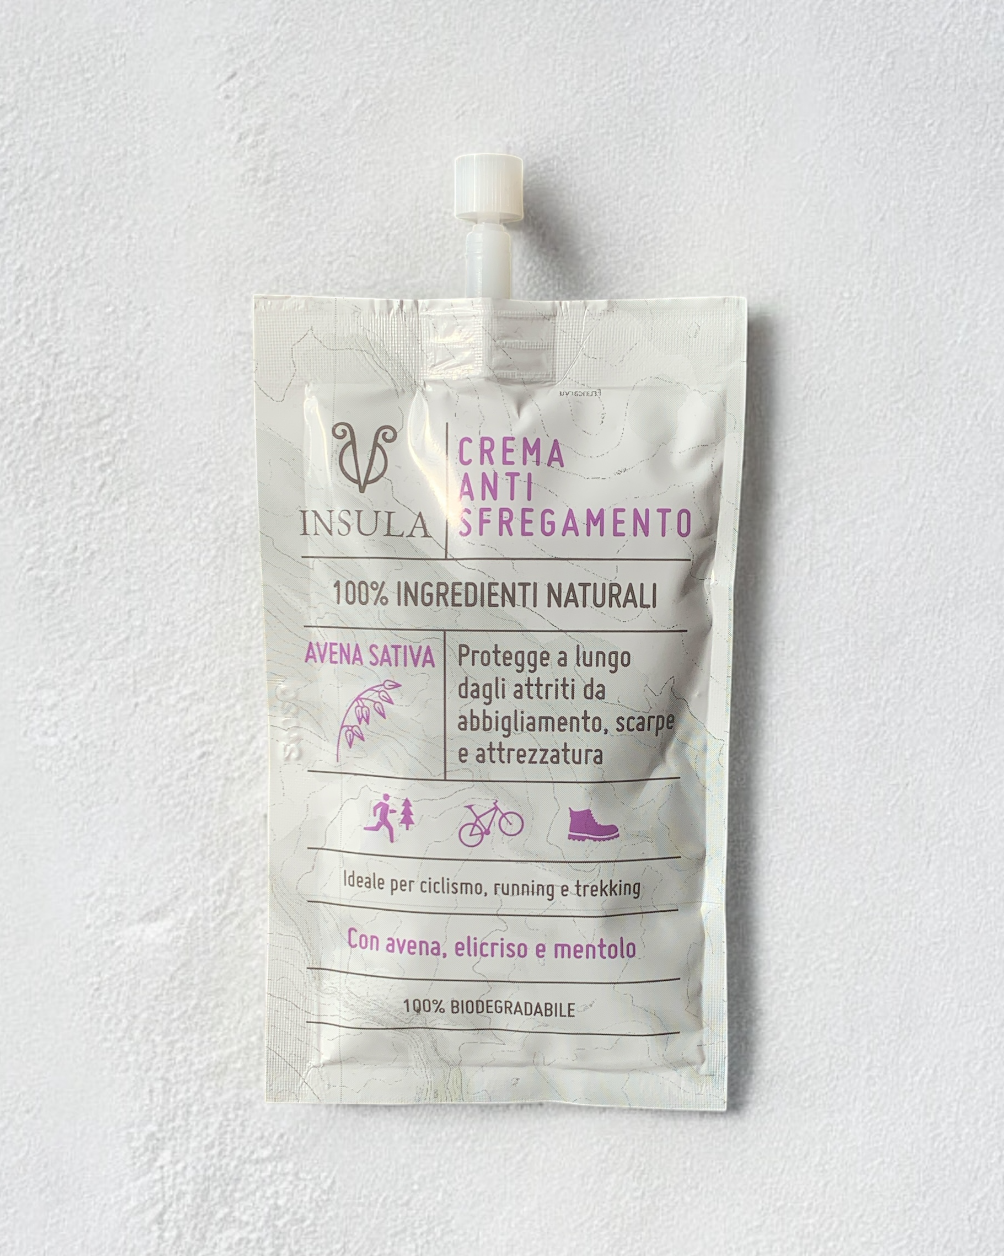 INSULA
CREMA
ANTI
SFREGAMENTO
100% INGREDIENTI NATURALI
AVENA SATIVA
Protegge a lungo
dagli attriti da
abbigliamento, scarpe
e attrezzatura
Ideale per ciclismo, running e trekking
Con avena, elicriso e mentolo
100% BIODEGRADABILE